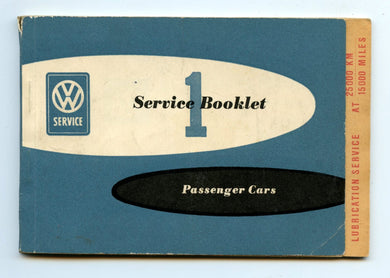 VW
SERVICE
1
Service Booklet
Passenger Cars
LUBRICATION SERVICE AT 25000 KM
15000 MILES